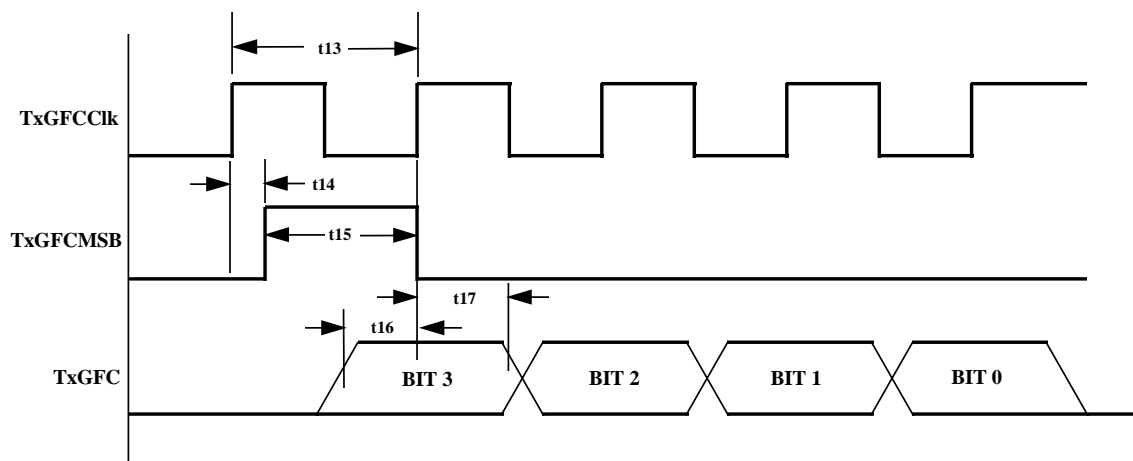 t13
TxGFCClk
t14
TxGFCMSB
t15
t17
t16
TxGFC
BIT 3
BIT 2
BIT 1
BIT 0